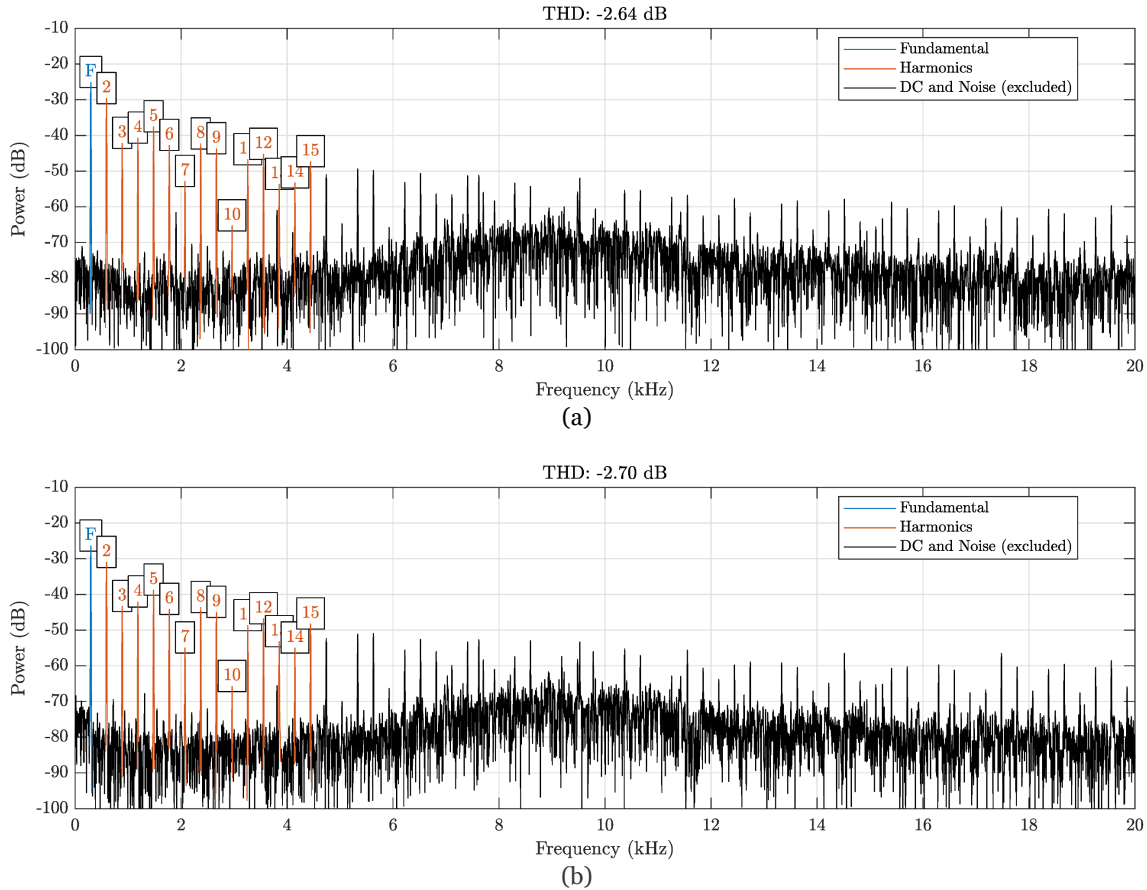 THD: -2.64 dB
-10
-20
-30
-40
-50
-60
-70
-80
-90
-100
Power (dB)
F
2
3
4
5
6
7
8
9
10
1
12
1
14
15
Fundamental
Harmonics
DC and Noise (excluded)
0 2 4 6 8 10 12 14 16 18 20
Frequency (kHz)
(a)
THD: -2.70 dB
-10
-20
-30
-40
-50
-60
-70
-80
-90
-100
Power (dB)
F
2
3
4
5
6
7
8
9
10
1
12
1
14
15
Fundamental
Harmonics
DC and Noise (excluded)
0 2 4 6 8 10 12 14 16 18 20
Frequency (kHz)
(b)